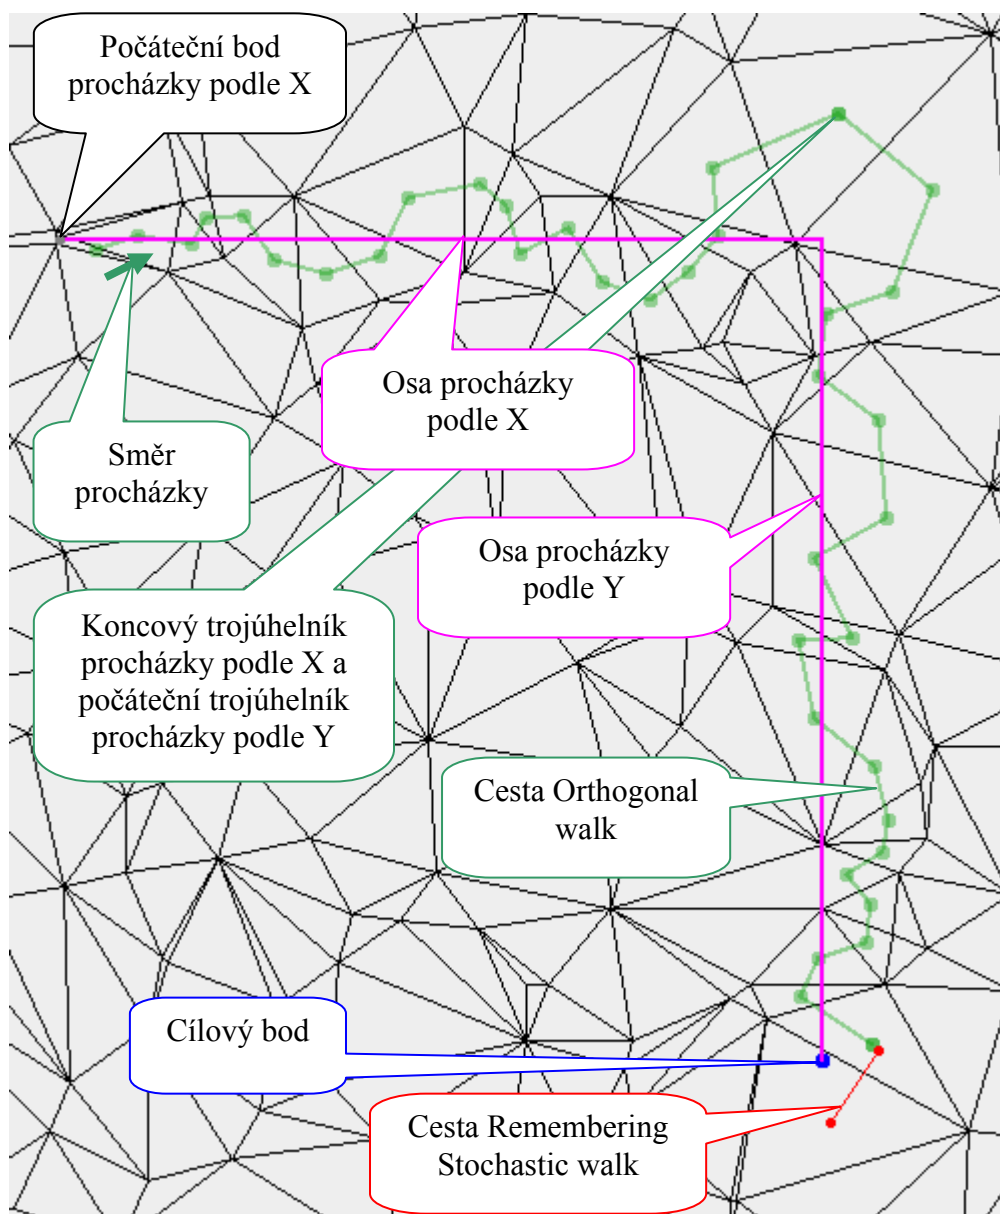 Počáteční bod
procházky podle X
Osa procházky
podle X
Směr
procházky
Osa procházky
podle Y
Koncový trojúhelník
procházky podle X a
počáteční trojúhelník
procházky podle Y
Cesta Orthogonal
walk
Cílový bod
Cesta Remembering
Stochastic walk